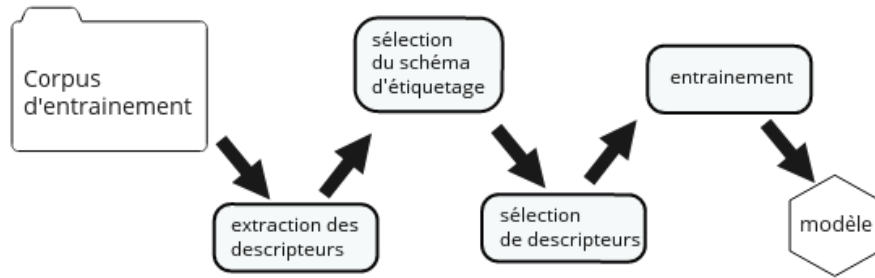 Corpus
d'entrainement
extraction des
descripteurs
sélection
du schéma
d'étiquetage
sélection
de descripteurs
entrainement
modèle